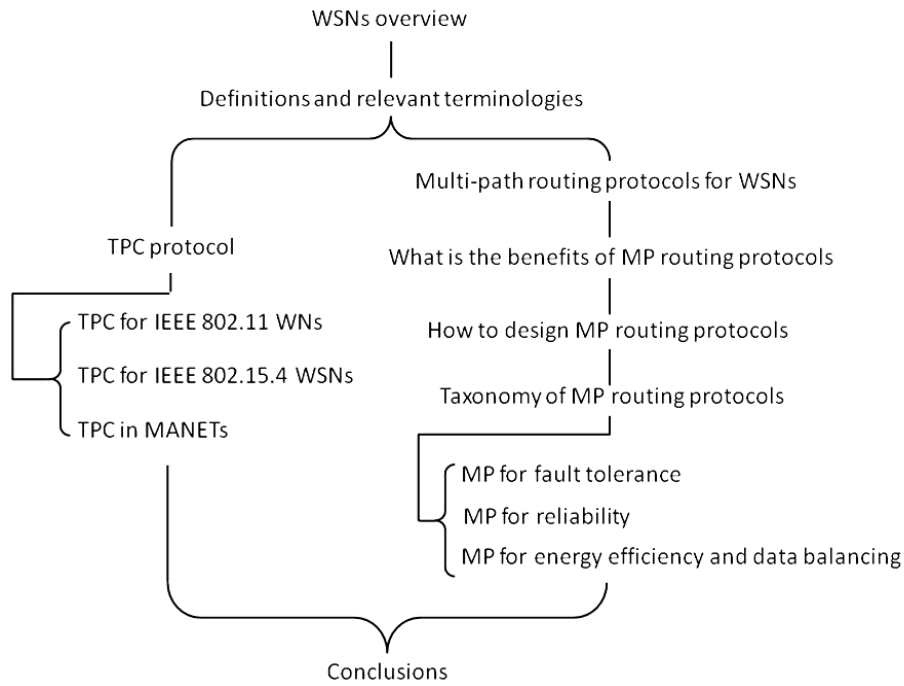 WSNs overview
Definitions and relevant terminologies
Multi-path routing protocols for WSNs
TPC protocol
What is the benefits of MP routing protocols
TPC for IEEE 802.11 WNs
How to design MP routing protocols
TPC for IEEE 802.15.4 WSNs
Taxonomy of MP routing protocols
TPC in MANETs
MP for fault tolerance
MP for reliability
MP for energy efficiency and data balancing
Conclusions